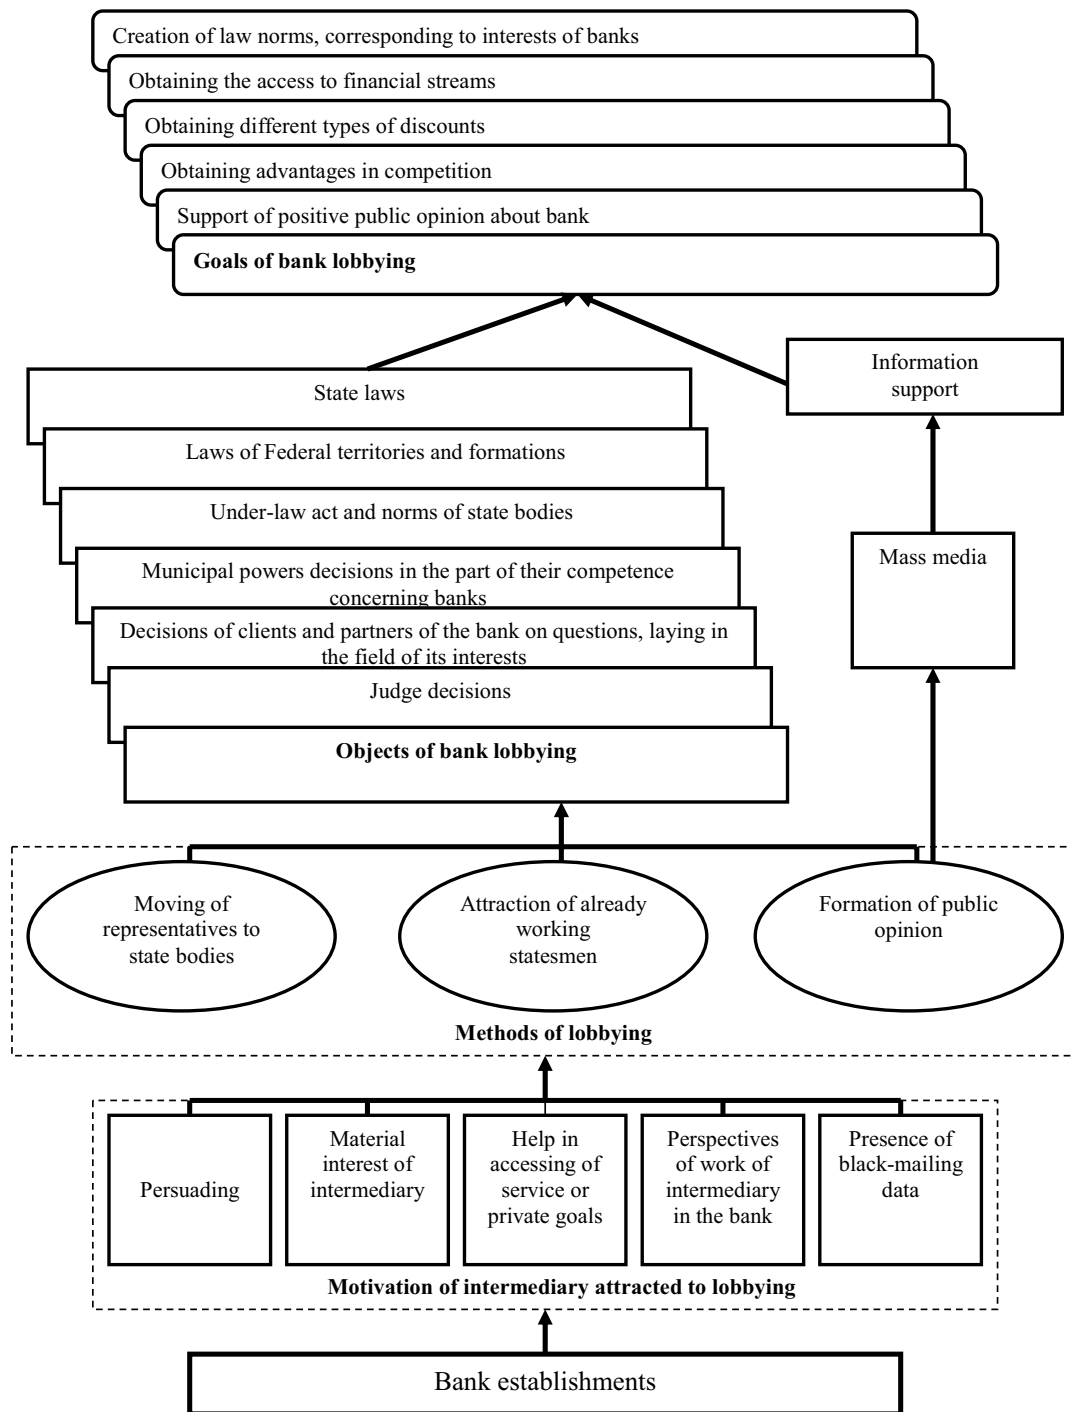 Creation of law norms, corresponding to interests of banks
Obtaining the access to financial streams
Obtaining different types of discounts
Obtaining advantages in competition
Support of positive public opinion about bank
Goals of bank lobbying
Information
support
State laws
Laws of Federal territories and formations
Under-law act and norms of state bodies
Mass media
Municipal powers decisions in the part of their competence
concerning banks
Decisions of clients and partners of the bank on questions, laying in
the field of its interests
Judge decisions
Objects of bank lobbying
Moving of
representatives to
state bodies
Attraction of already
working
statesmen
Formation of public
opinion
Methods of lobbying
Persuading
Material
interest of
intermediary
Help in
accessing of
service or
private goals
Perspectives
of work of
intermediary
in the bank
Presence of
black-mailing
data
Motivation of intermediary attracted to lobbying
Bank establishments